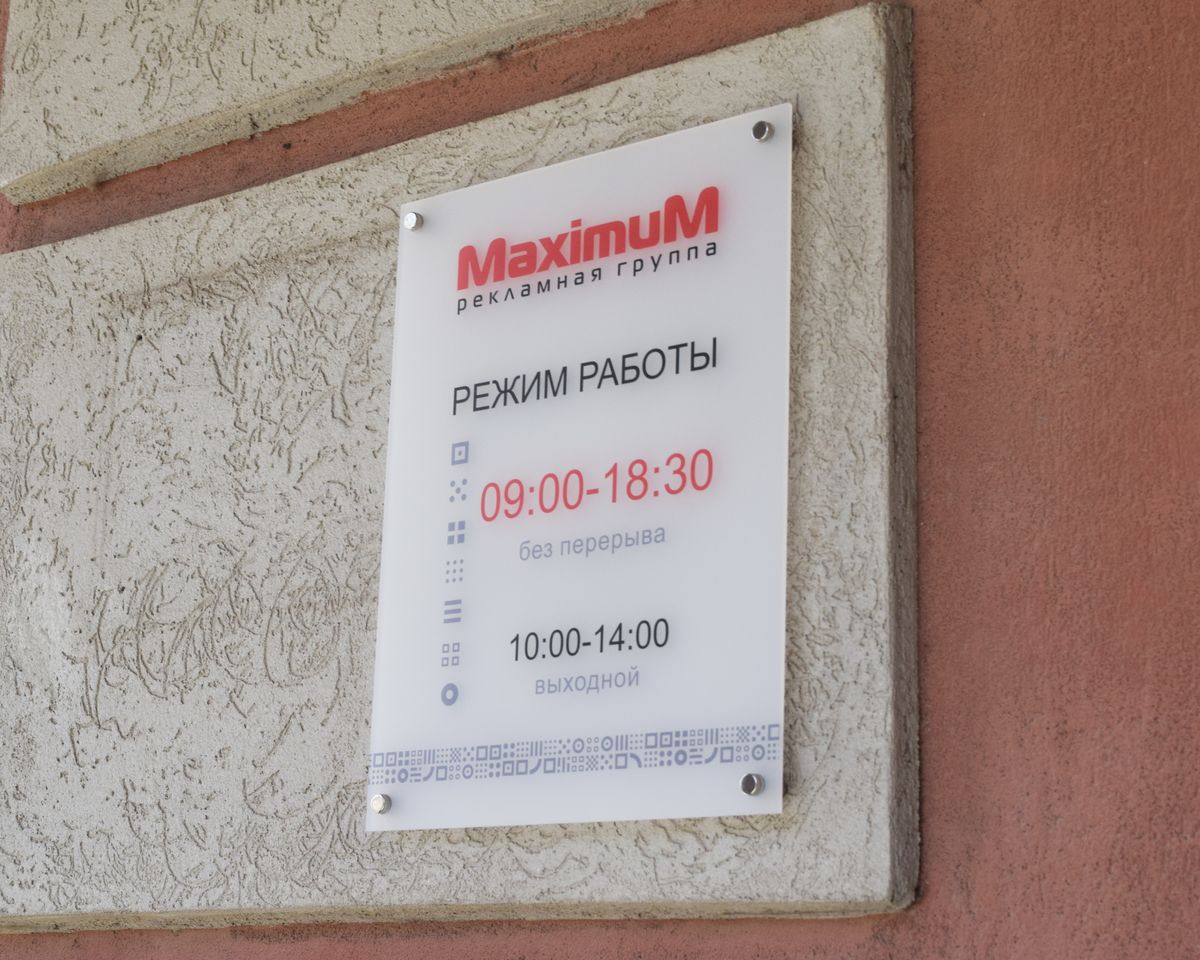 MaximuM
рекламная группа
РЕЖИМ РАБОТЫ
09:00-18:30
без перерыва
10:00-14:00
выходной